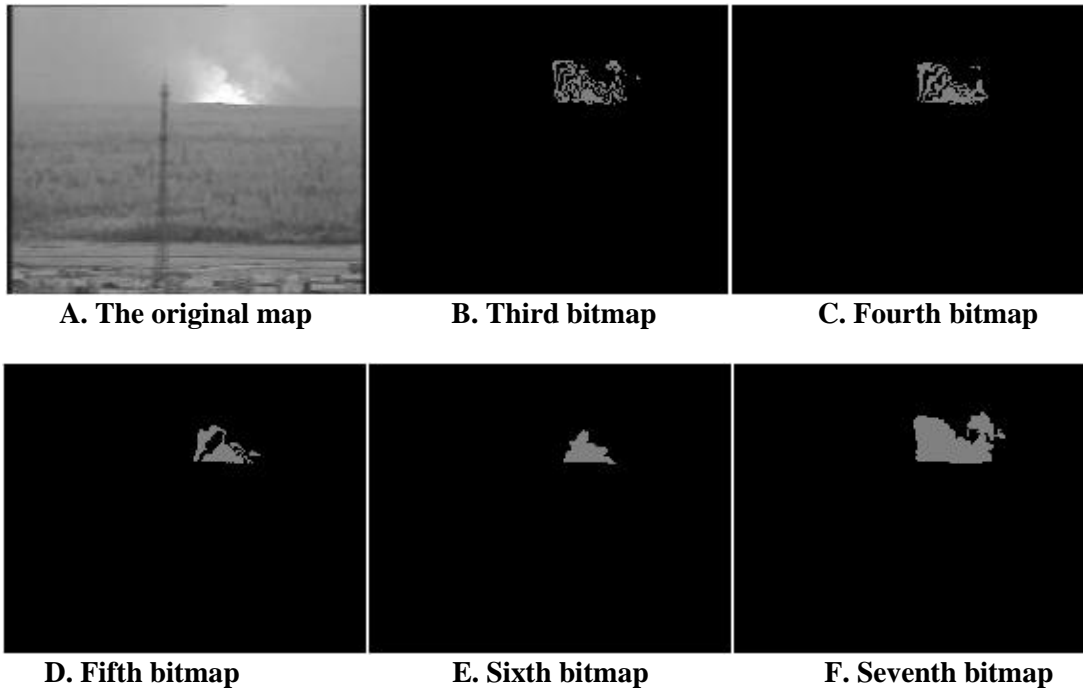 A. The original map
B. Third bitmap
C. Fourth bitmap
D. Fifth bitmap
E. Sixth bitmap
F. Seventh bitmap